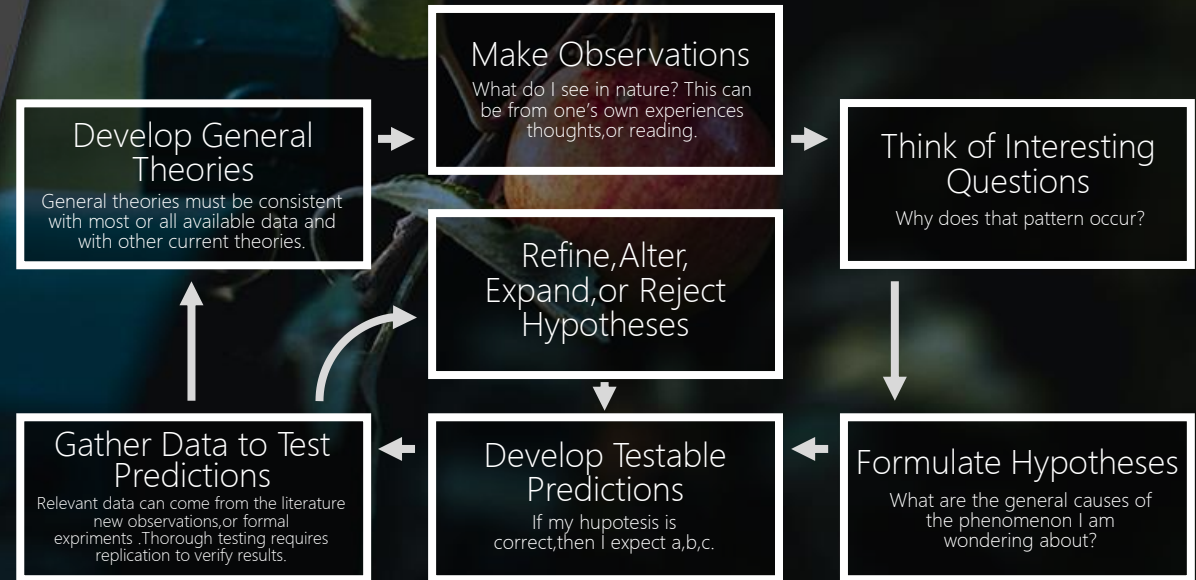 Make Observations
What do I see in nature? This can
be from one's own experiences
thoughts,or reading.
Develop General
Theories
General theories must be consistent
with most or all available data and
with other current theories.
Think of Interesting
Questions
Why does that pattern occur?
Refine,Alter,
Expand,or Reject
Hypotheses
Gather Data to Test
Predictions
Relevant data can come from the literature
new observations,or formal
expriments .Thorough testing requires
replication to verify results.
Develop Testable
Predictions
If my hupotesis is
correct,then I expect a,b,c.
Formulate Hypotheses
What are the general causes of
the phenomenon I am
wondering about?